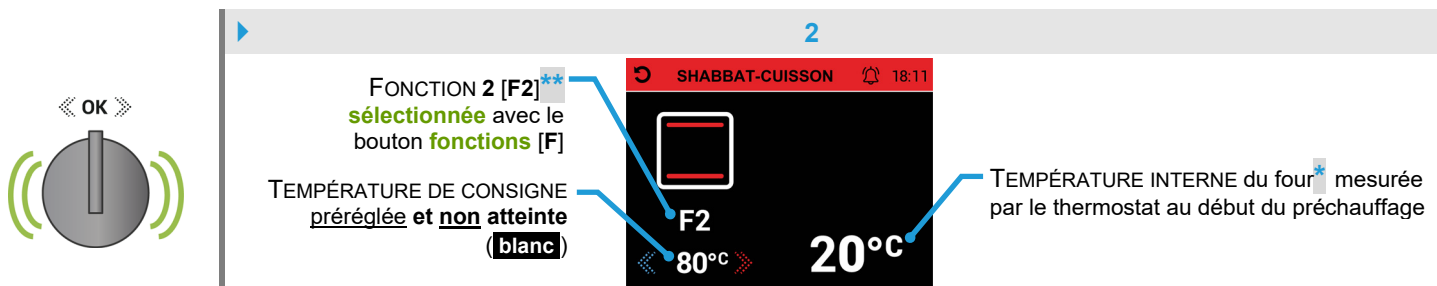 2
OK
FONCTION 2 [F2]**
sélectionnée avec le
bouton fonctions [F]
TEMPÉRATURE DE CONSIGNE
préréglée et non atteinte
(blanc)
SHABBAT-CUISSON 18:11
F2
80°C
20°C
TEMPÉRATURE INTERNE du four* mesurée
par le thermostat au début du préchauffage